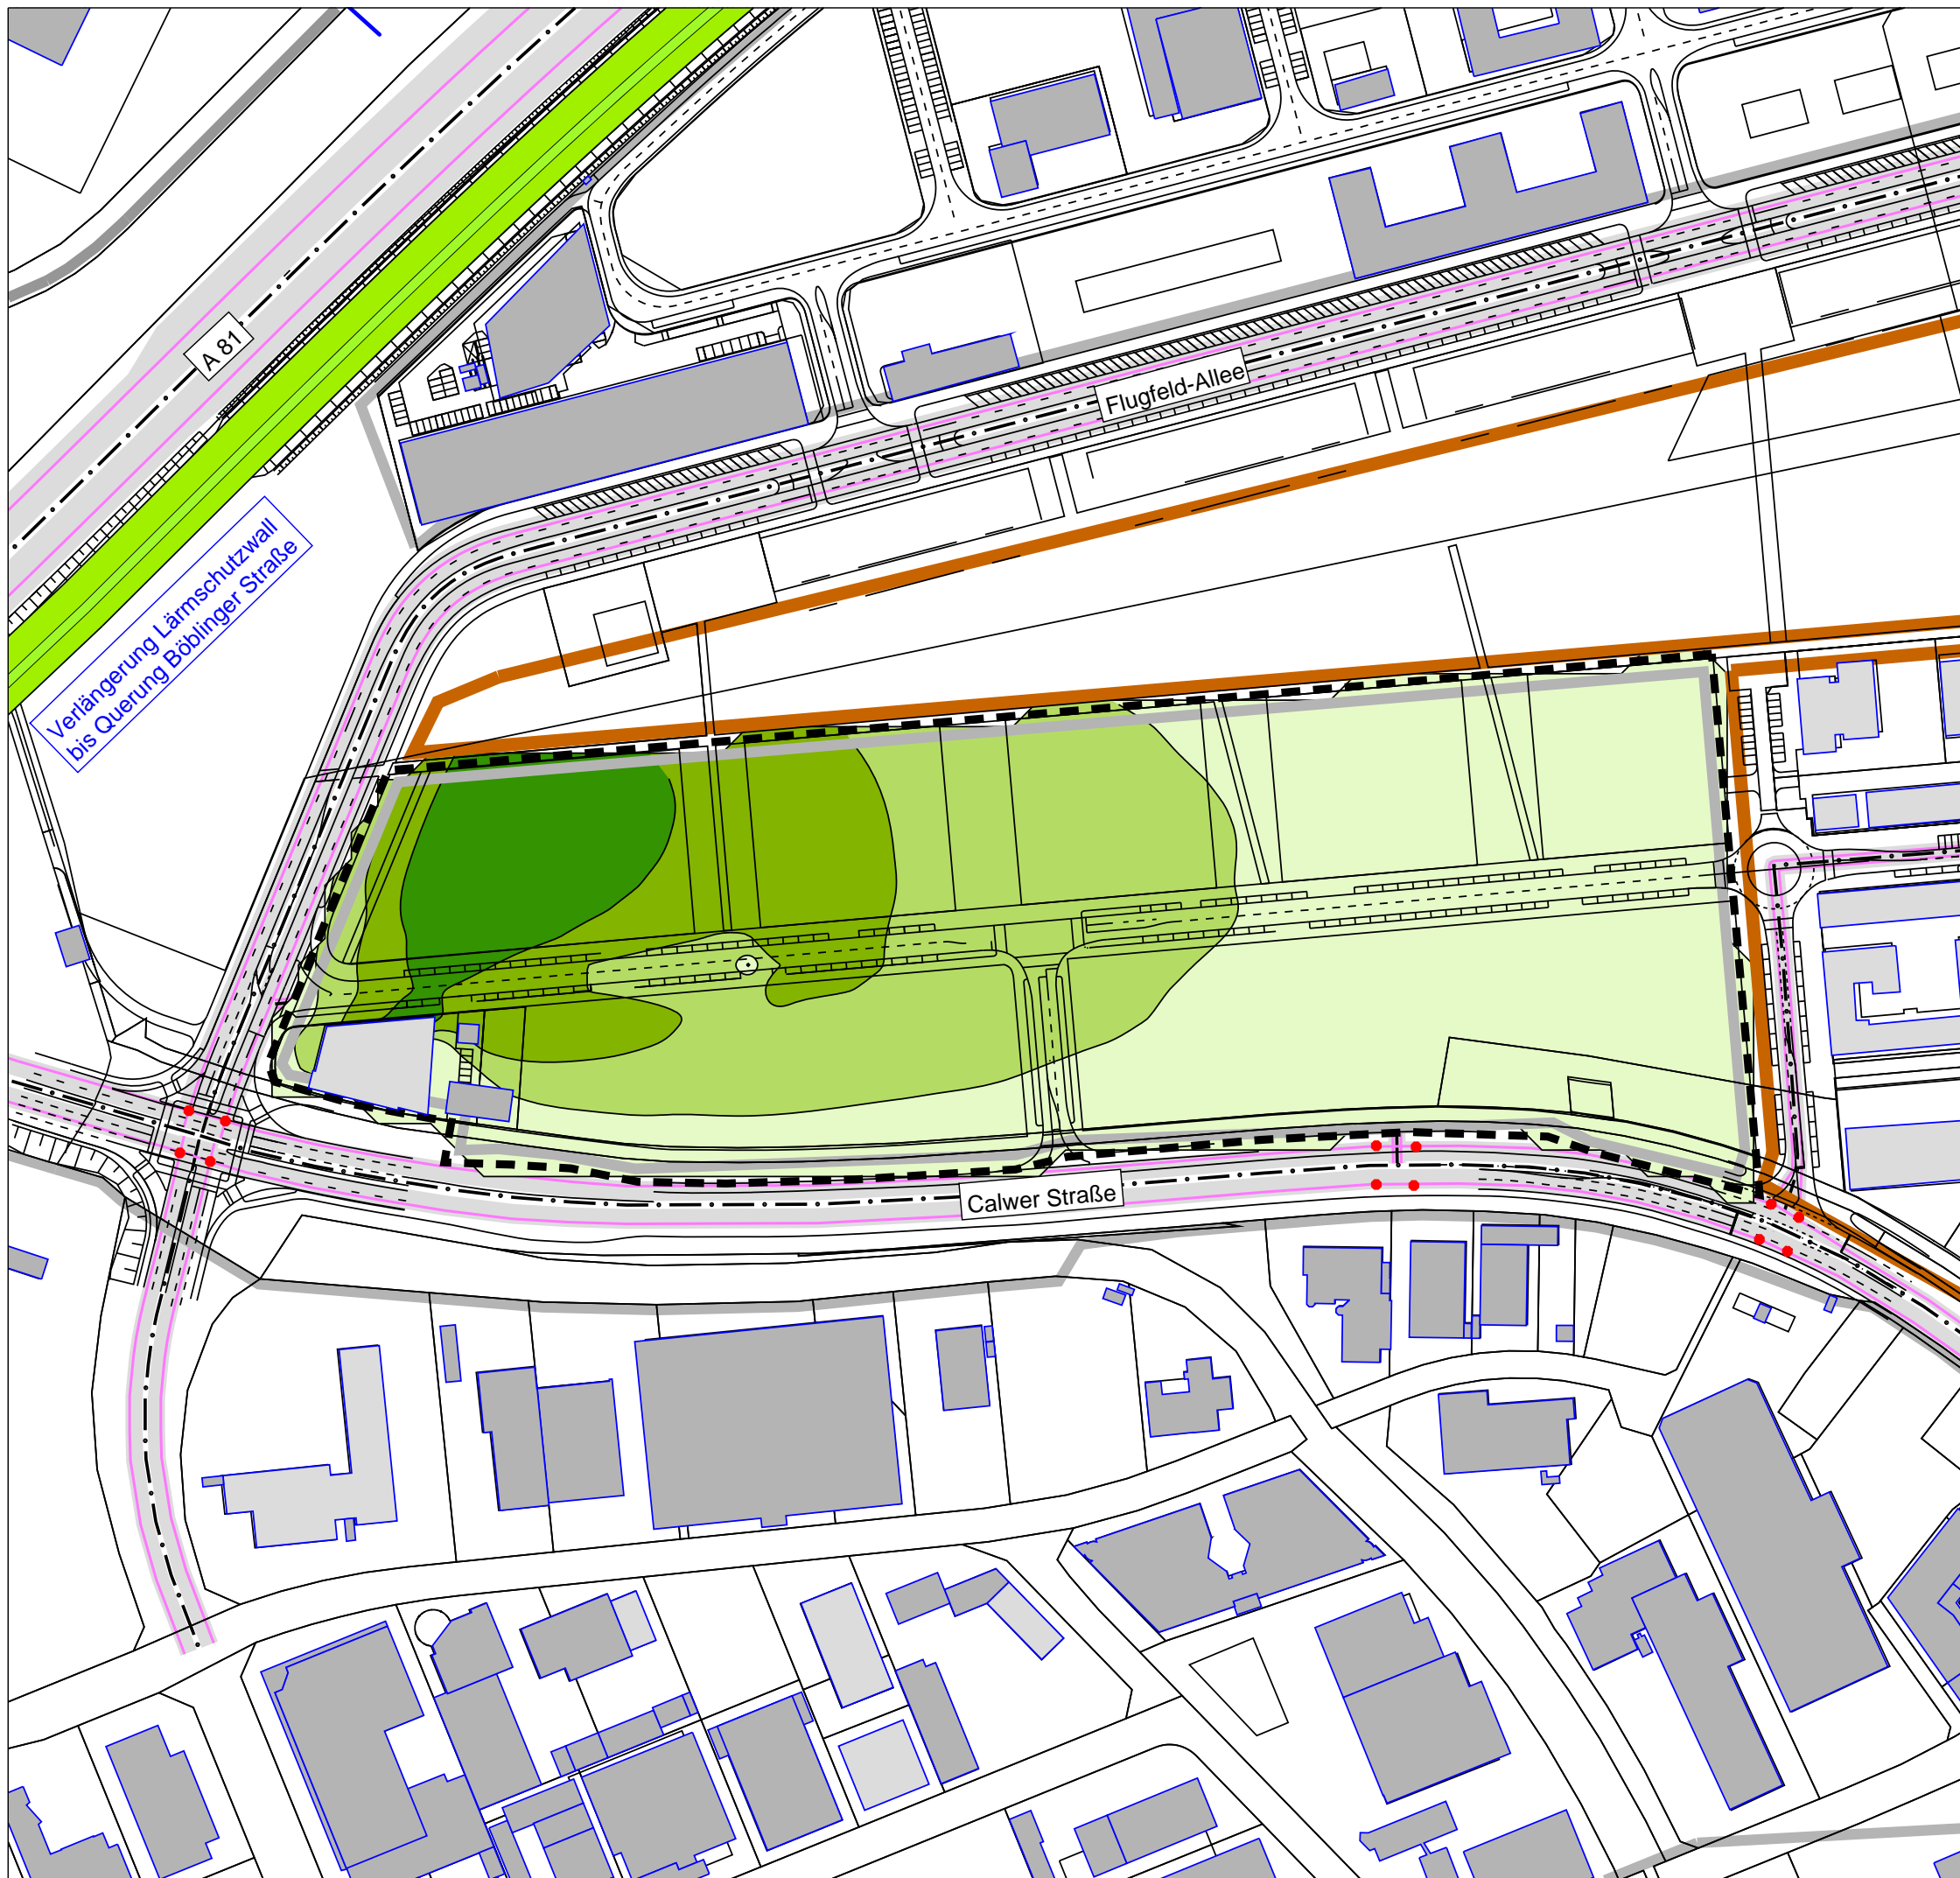 A 81
Flugfeld-Allee
Verlängerung Lärmschutzwall
bis Querung Böblinger Straße
Calwer Straße